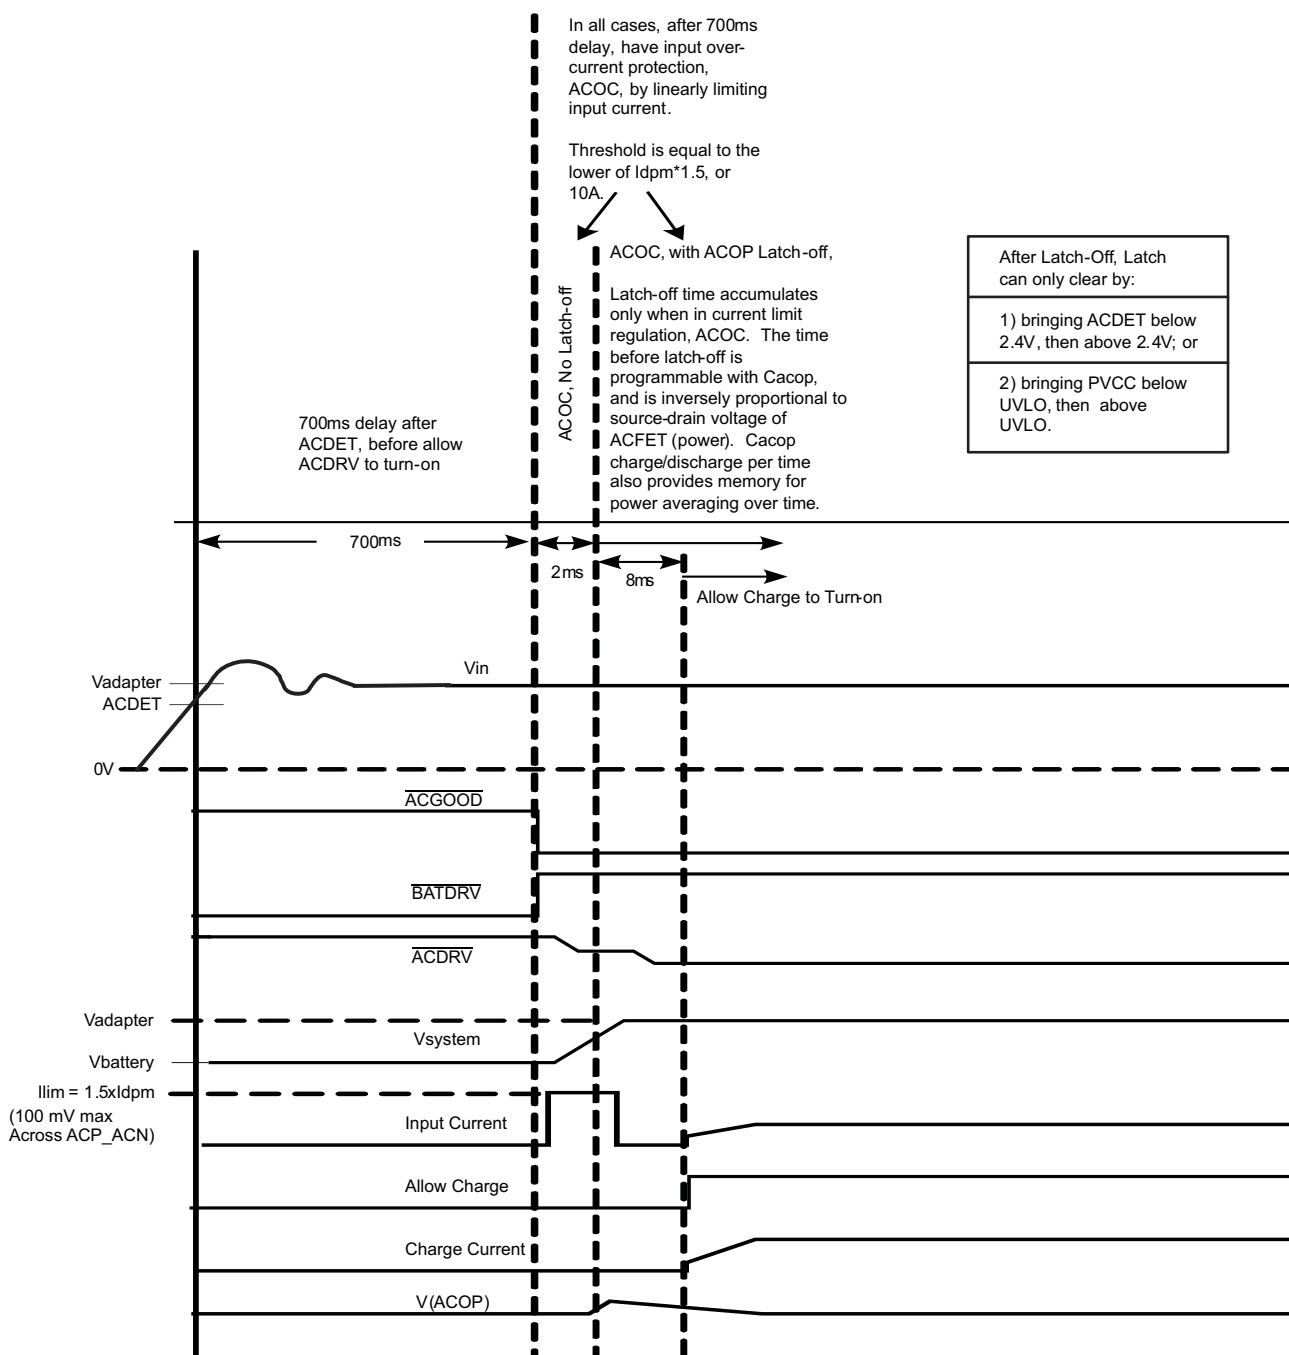 In all cases, after 700ms
delay, have input over-
current protection,
ACOC, by linearly limiting
input current.
Threshold is equal to the
lower of Idpm*1.5, or
10A.
ACOC, No Latch-off
ACOC, with ACOP Latch-off,
Latch-off time accumulates
only when in current limit
regulation, ACOC. The time
before latch-off is
programmable with Cacop,
and is inversely proportional to
source-drain voltage of
ACFET (power). Cacop
charge/discharge per time
also provides memory for
power averaging over time.
After Latch-Off, Latch
can only clear by:
1) bringing ACDET below
2.4V, then above 2.4V; or
2) bringing PVCC below
UVLO, then above
UVLO.
700ms delay after
ACDET, before allow
ACDRV to turn-on
700ms
2ms
8ms
Allow Charge to Turn-on
Vin
Vadapter
ACDET
0V
ACGOOD
BATDRV
ACDRV
Vadapter
Vsystem
Vbattery
Ilim = 1.5xIdpm
(100 mV max
Across ACP_ACN)
Input Current
Allow Charge
Charge Current
V(ACOP)